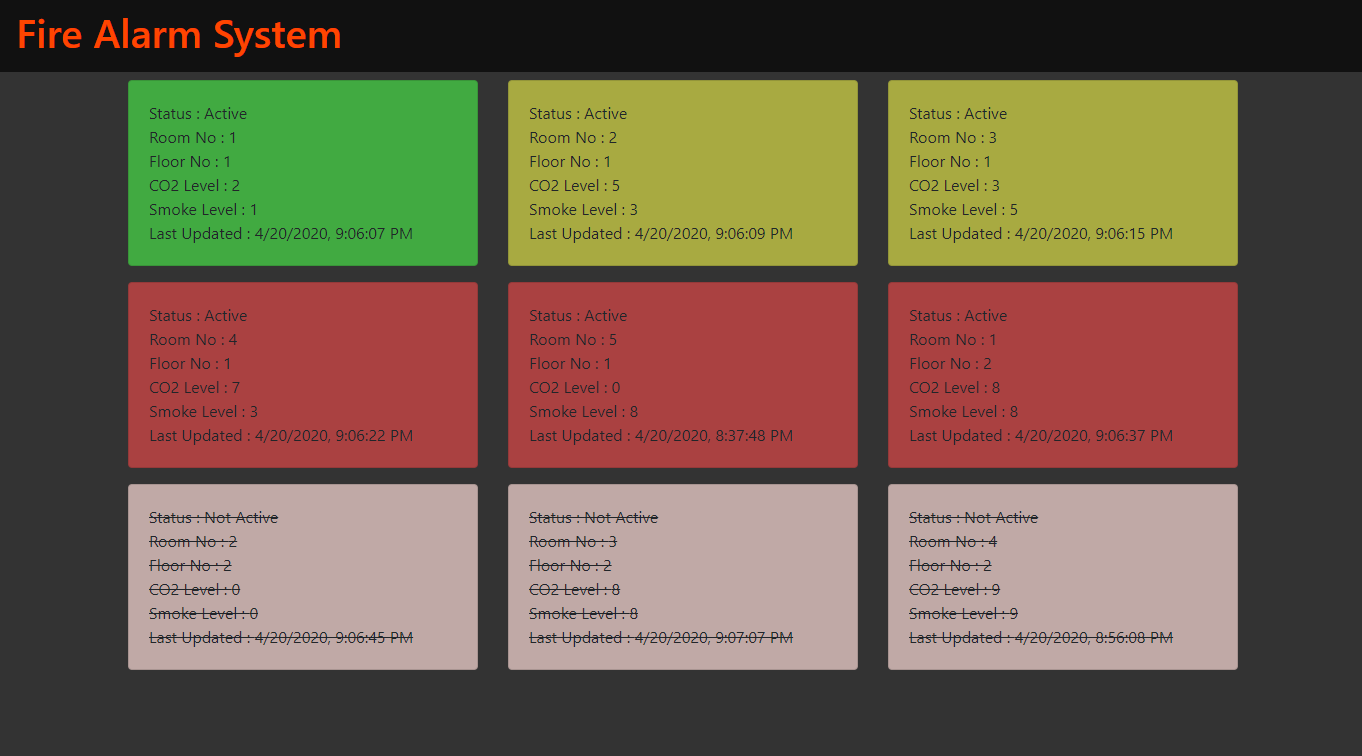 Fire Alarm System
Status : Active
Room No : 1
Floor No : 1
CO2 Level : 2
Smoke Level : 1
Last Updated : 4/20/2020, 9:06:07 PM
Status : Active
Room No : 2
Floor No : 1
CO2 Level : 5
Smoke Level : 3
Last Updated : 4/20/2020, 9:06:09 PM
Status : Active
Room No : 3
Floor No : 1
CO2 Level : 3
Smoke Level : 5
Last Updated : 4/20/2020, 9:06:15 PM
Status : Active
Room No : 4
Floor No : 1
CO2 Level : 7
Smoke Level : 3
Last Updated : 4/20/2020, 9:06:22 PM
Status : Active
Room No : 5
Floor No : 1
CO2 Level : 0
Smoke Level : 8
Last Updated : 4/20/2020, 8:37:48 PM
Status : Active
Room No : 1
Floor No : 2
CO2 Level : 8
Smoke Level : 8
Last Updated : 4/20/2020, 9:06:37 PM
Status : Not Active
Room No : 2
Floor No : 2
CO2 Level : 0
Smoke Level : 0
Last Updated : 4/20/2020, 9:06:45 PM
Status : Not Active
Room No : 3
Floor No : 2
CO2 Level : 8
Smoke Level : 8
Last Updated : 4/20/2020, 9:07:07 PM
Status : Not Active
Room No : 4
Floor No : 2
CO2 Level : 9
Smoke Level : 9
Last Updated : 4/20/2020, 8:56:08 PM